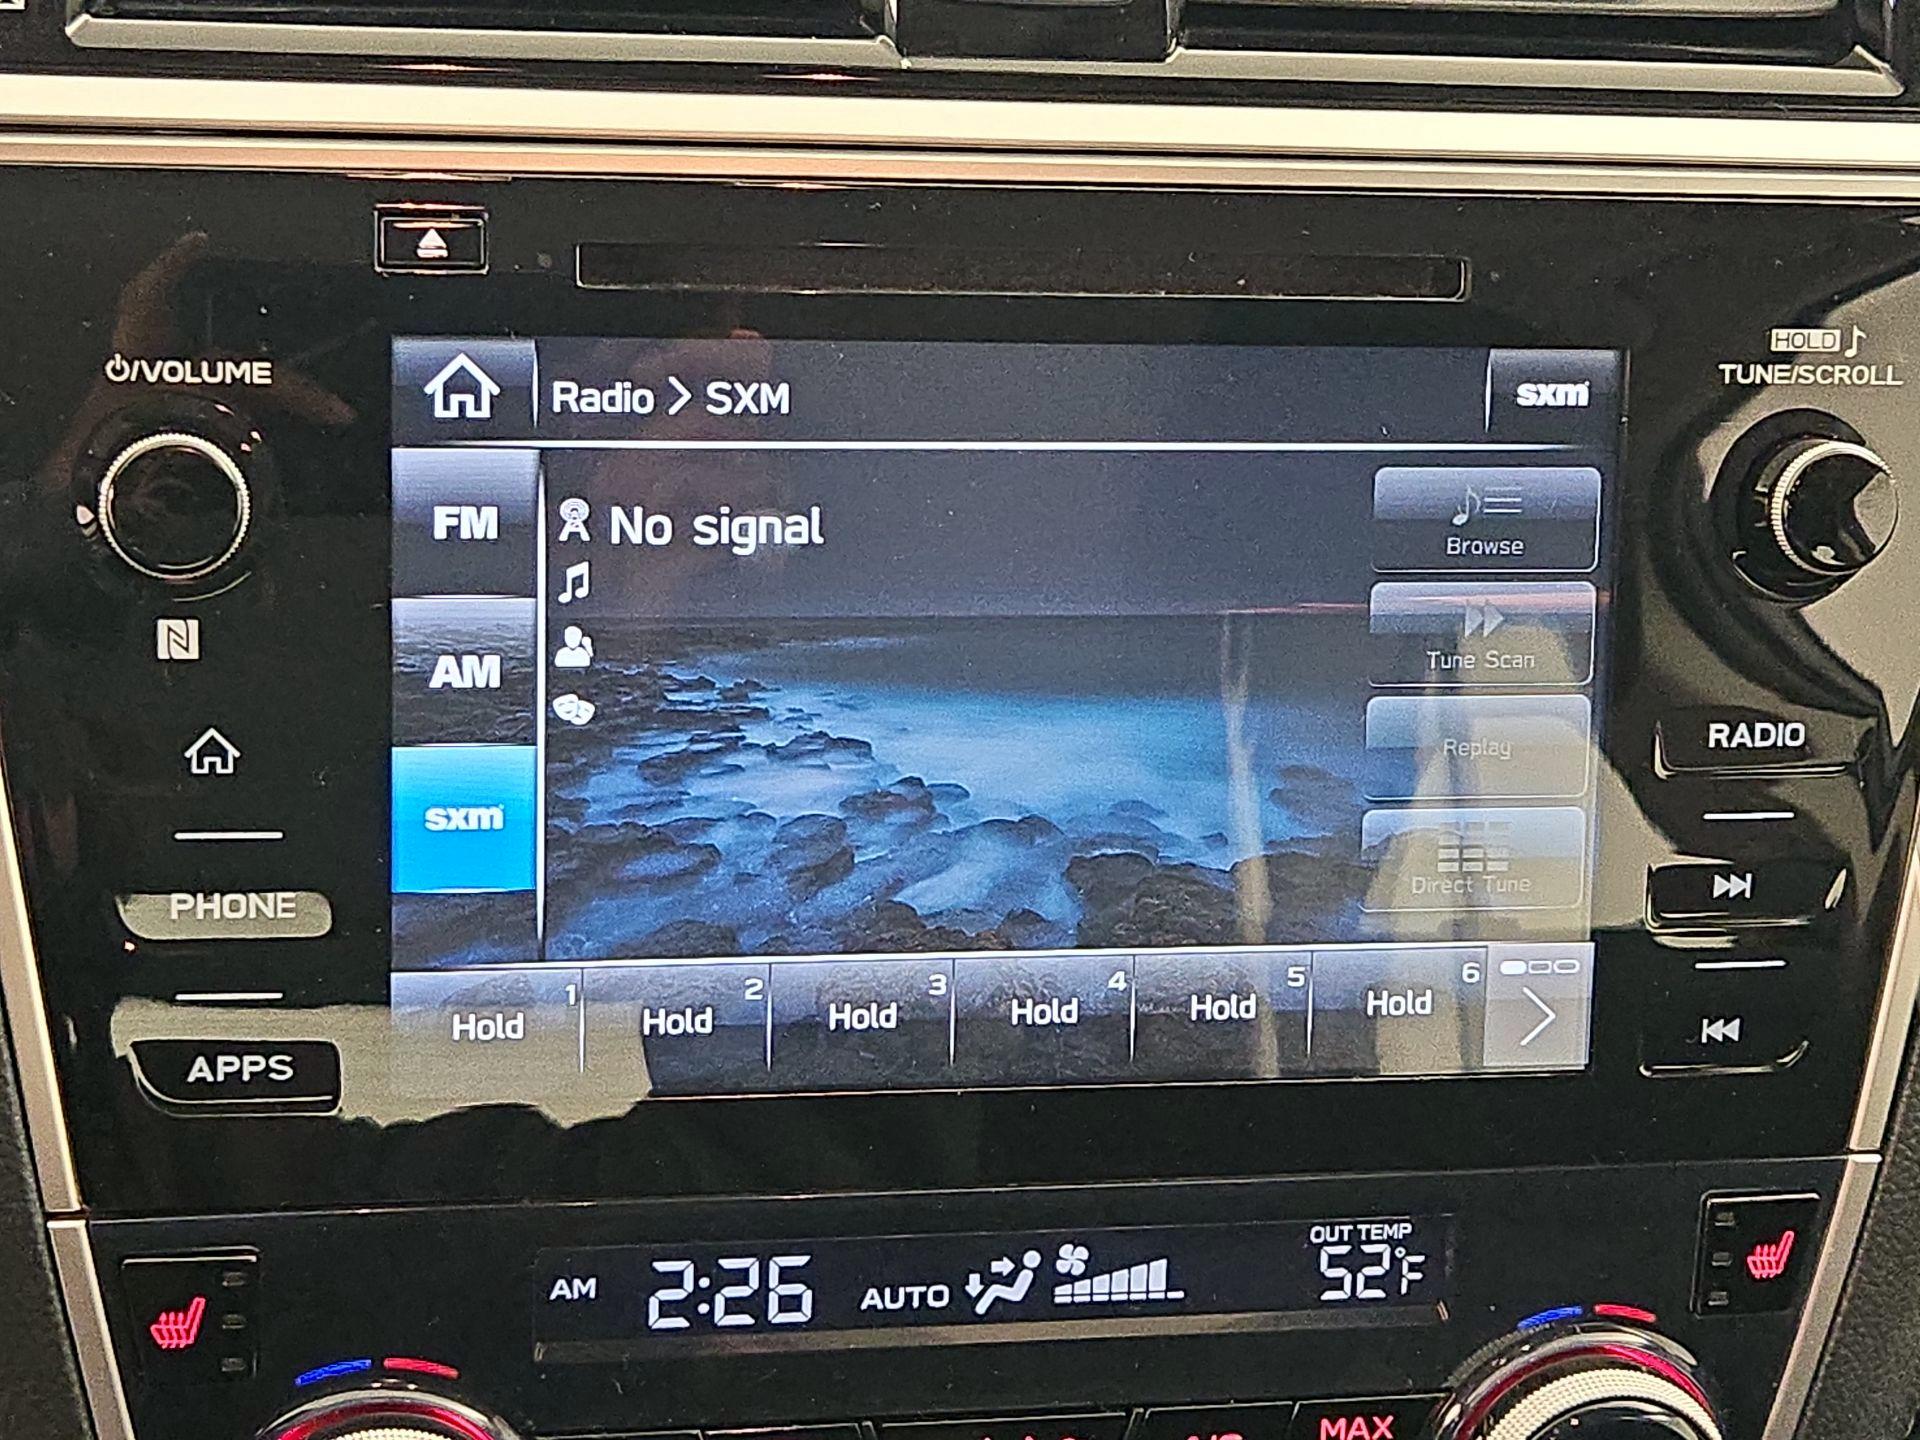 ⏻/VOLUME
HOLD
TUNE/SCROLL
Radio > SXM
sxm
FM
No signal
Browse
AM
Tune Scan
Replay
sxm
Direct Tune
RADIO
PHONE
APPS
1 2 3 4 5 6
Hold Hold Hold Hold Hold Hold
OUT TEMP
AM 2:26 AUTO 52°F
MAX